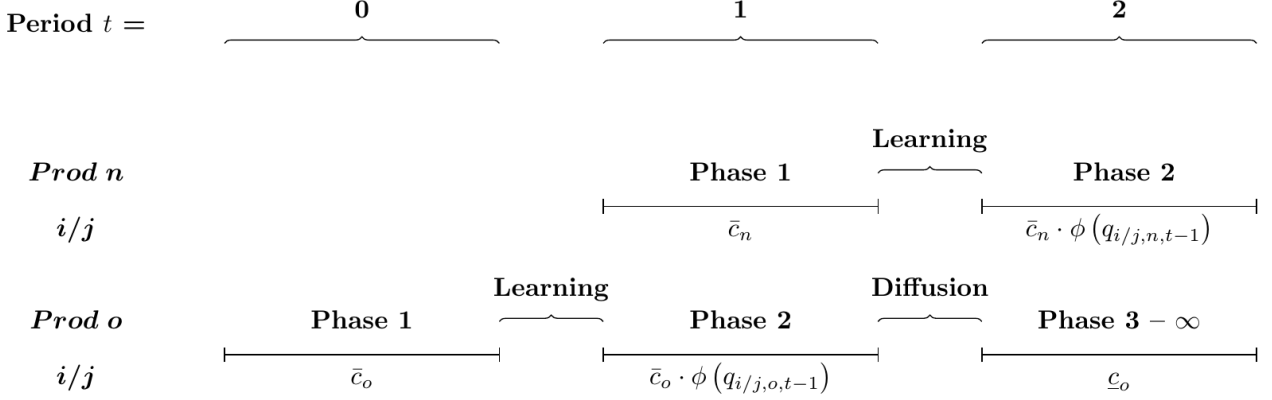 Period t = 0 1 2
Learning
Prod n Phase 1 Phase 2
i/j c̄_n c̄_n · ϕ (q_{i/j,n,t−1})
Learning Diffusion
Prod o Phase 1 Phase 2 Phase 3 – ∞
i/j c̄_o c̄_o · ϕ (q_{i/j,o,t−1}) c̲_o